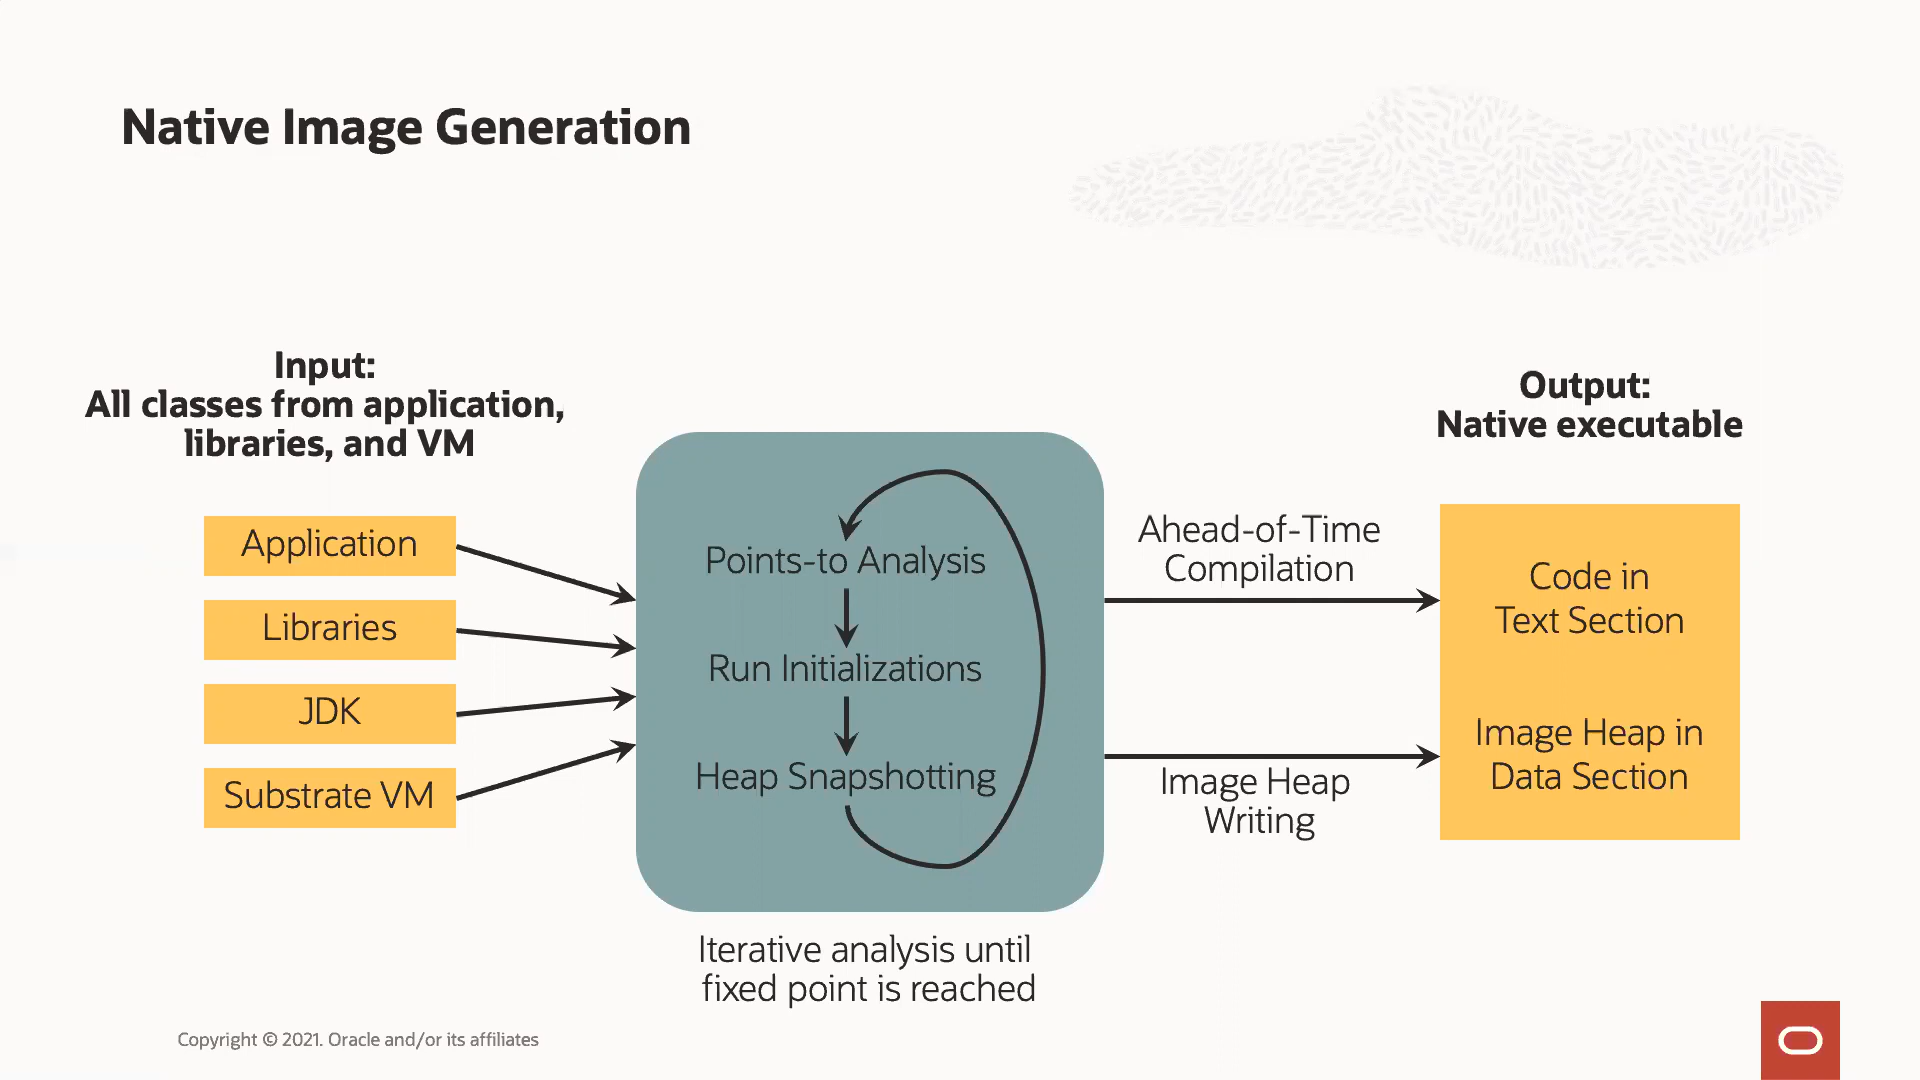 Native Image Generation
Input:
All classes from application,
libraries, and VM
Application
Libraries
JDK
Substrate VM
Points-to Analysis
Run Initializations
Heap Snapshotting
Iterative analysis until
fixed point is reached
Ahead-of-Time
Compilation
Image Heap
Writing
Output:
Native executable
Code in
Text Section
Image Heap in
Data Section
Copyright © 2021. Oracle and/or its affiliates